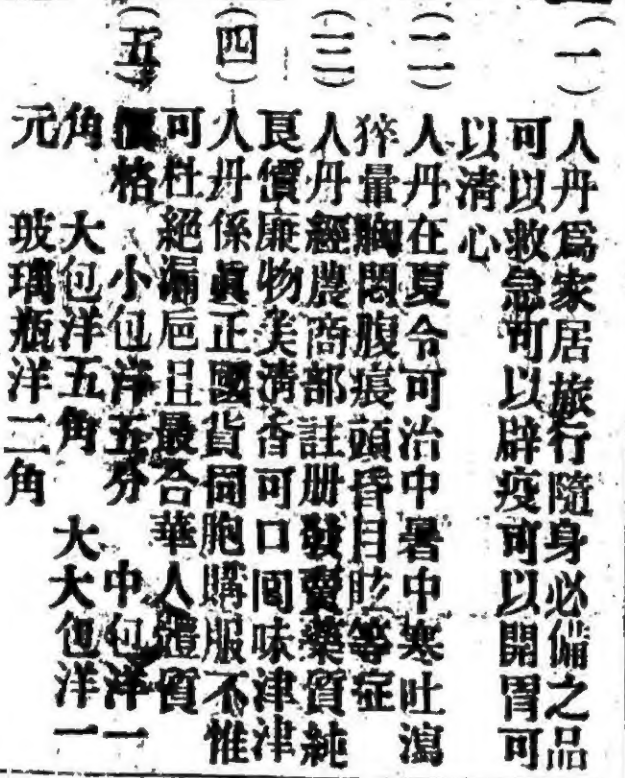 (一)人丹爲家居旅行隨身必備之品
可以救急可以辟疫可以開胃可
以清心
(二)人丹在夏令可治中暑中寒吐瀉
猝暈胸悶腹痕頭昏目眩等症
(三)人丹經農商部註册發賣藥質純
良價廉物美清香可口囘味津津
(四)人丹係眞正國貨同胞購服不惟
可杜絕漏巵且最合華人體質
(五)價格 小包洋五分 中包洋一
角 大包洋五角 大大包洋一
元 玻璃瓶洋二角